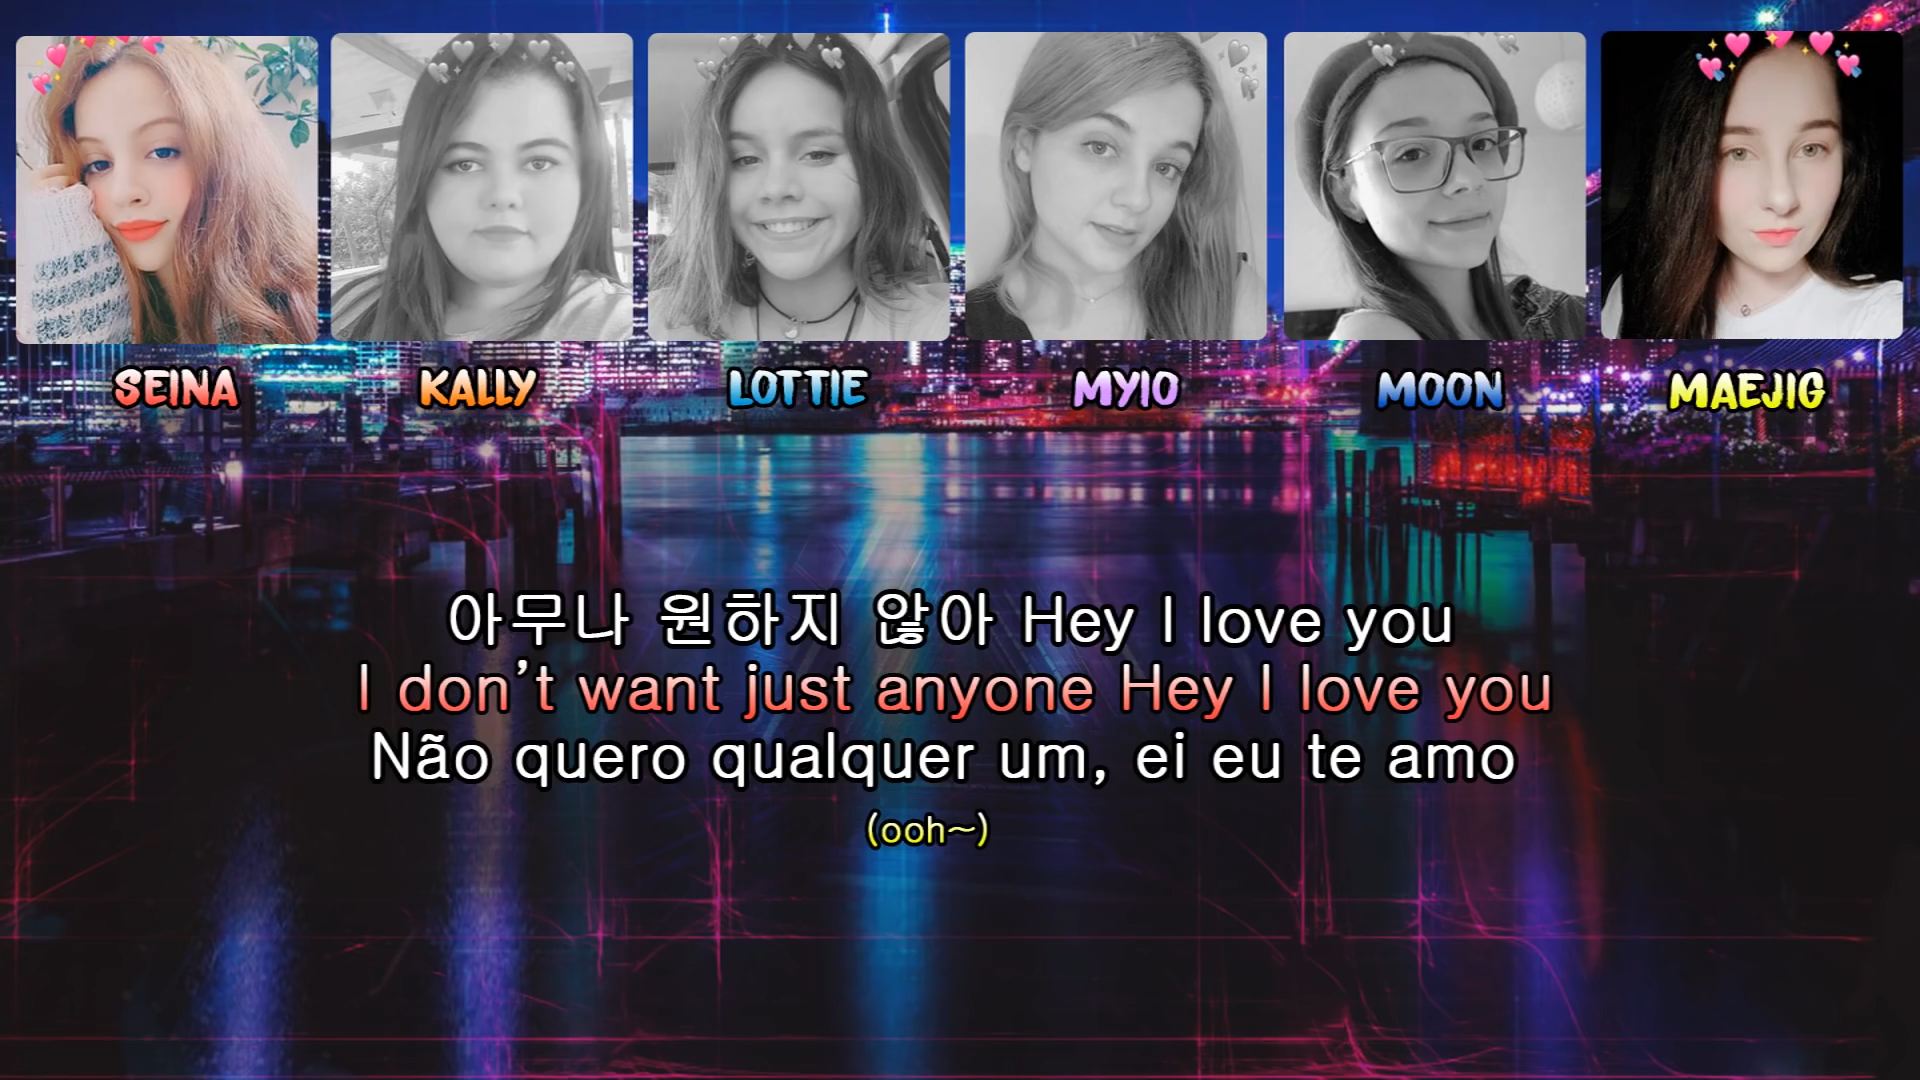 SEINA KALLY LOTTIE MYIO MOON MAEJIG
아무나 원하지 않아 Hey I love you
I don't want just anyone Hey I love you
Não quero qualquer um, ei eu te amo
(ooh~)